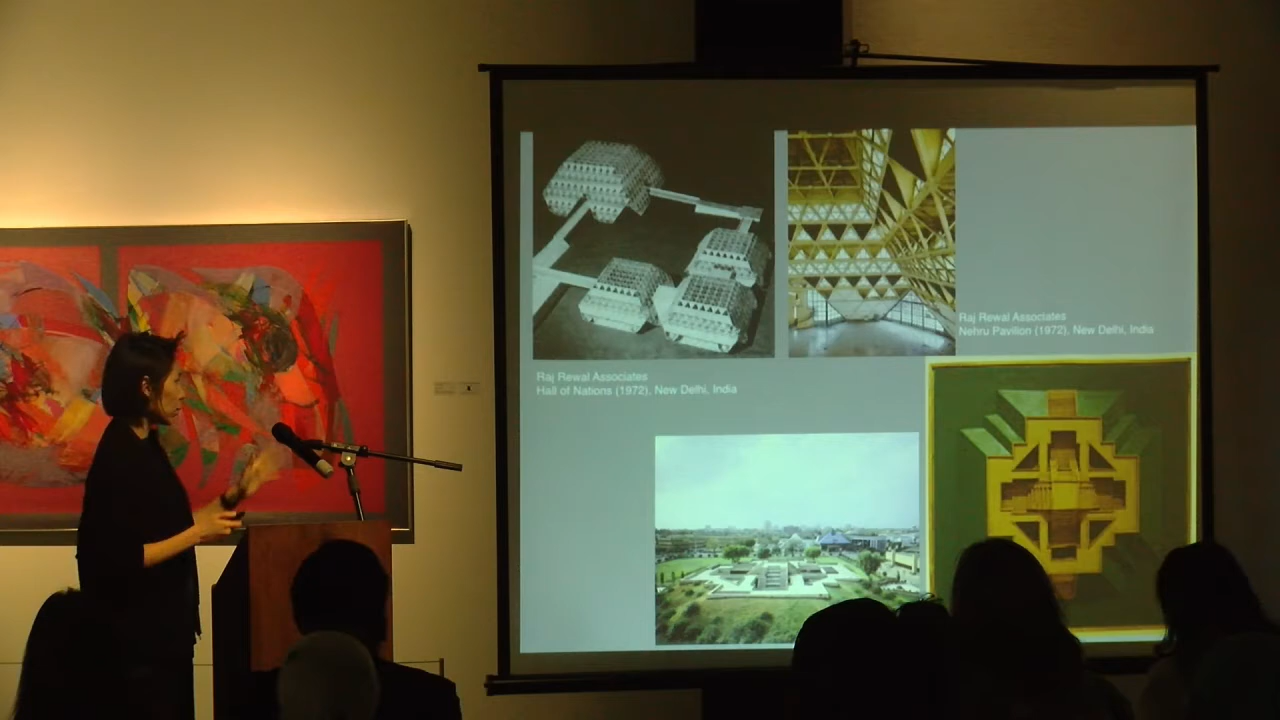 Raj Rewal Associates
Nehru Pavilion (1972), New Delhi, India
Raj Rewal Associates
Hall of Nations (1972), New Delhi, India